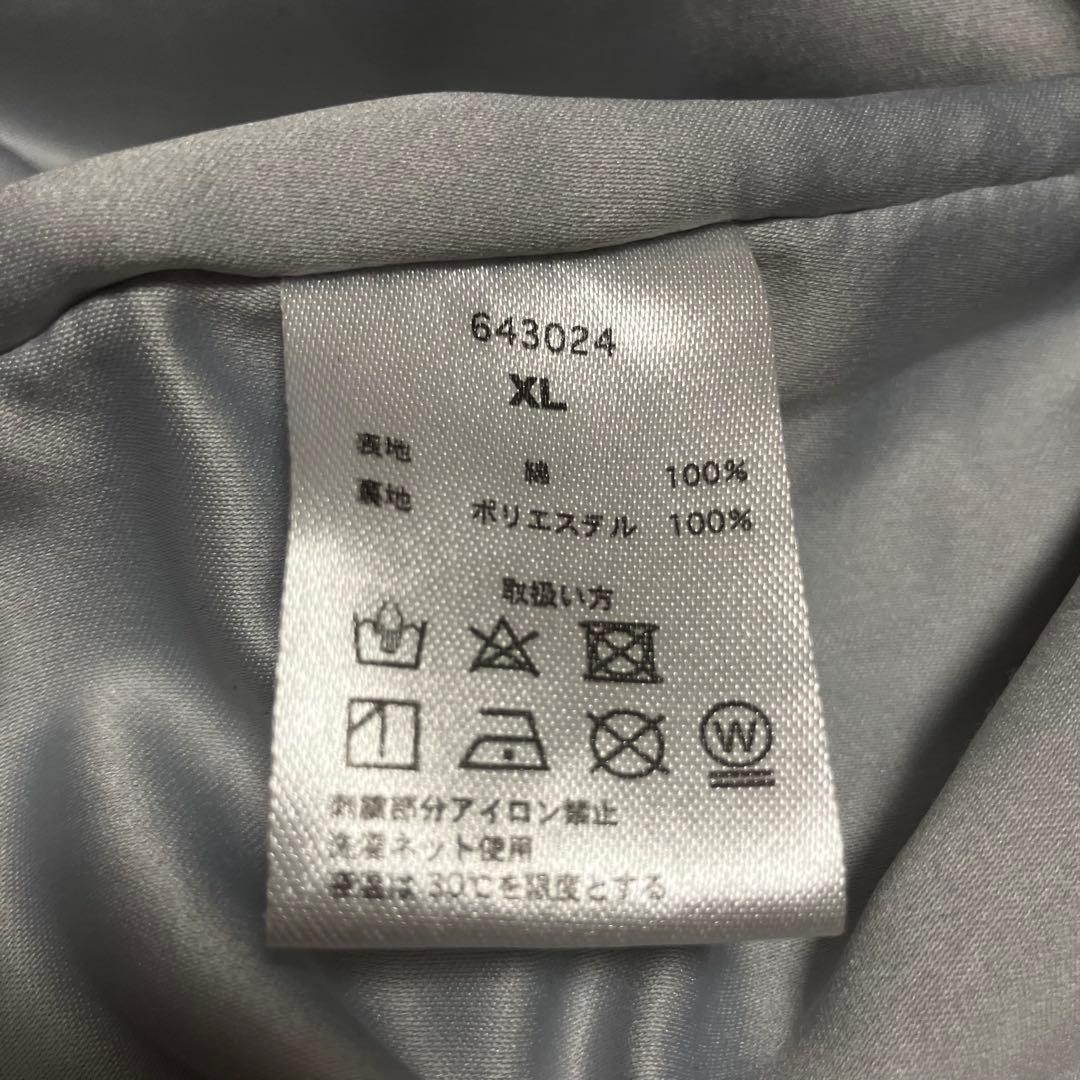 643024
XL
表地 綿 100%
裏地 ポリエステル 100%
取扱い方
W
刺繍部分アイロン禁止
洗濯ネット使用
液温は30℃を限度とする